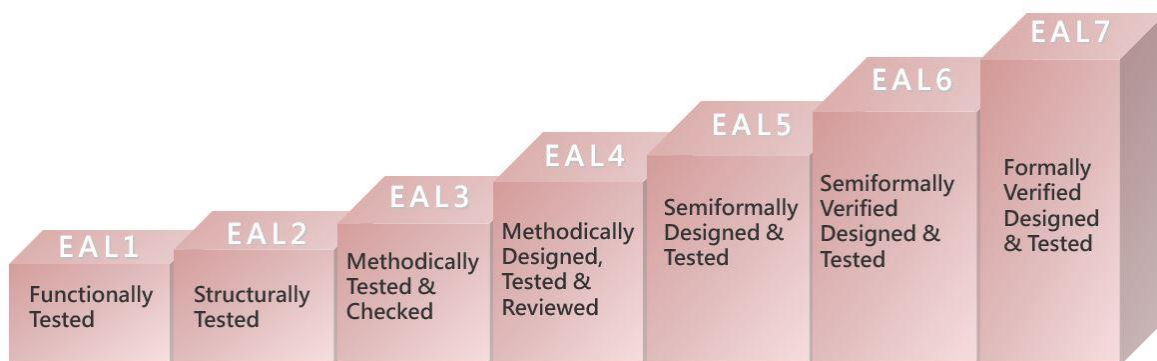 EAL1
Functionally
Tested
EAL2
Structurally
Tested
EAL3
Methodically
Tested &
Checked
EAL4
Methodically
Designed,
Tested &
Reviewed
EAL5
Semiformally
Designed &
Tested
EAL6
Semiformally
Verified
Designed &
Tested
EAL7
Formally
Verified
Designed
& Tested